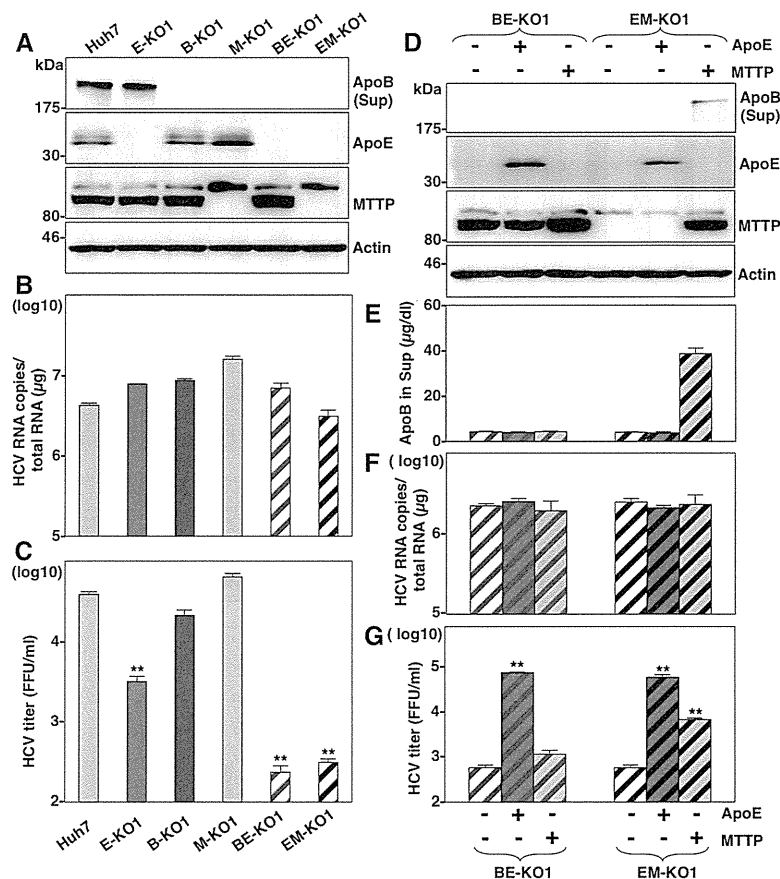 A
Huh7 E-KO1 B-KO1 M-KO1 BE-KO1 EM-KO1
kDa
175
ApoB
(Sup)
30
ApoE
80
MTTP
46
Actin
B
(log10)
HCV RNA copies/
total RNA (µg)
7
6
5
C
(log10)
HCV titer (FFU/ml)
4
3
2
**
** **
Huh7 E-KO1 B-KO1 M-KO1 BE-KO1 EM-KO1
D
BE-KO1 EM-KO1
- + - - + - ApoE
- - + - - + MTTP
kDa
175
ApoB
(Sup)
30
ApoE
80
MTTP
46
Actin
E
ApoB in Sup (µg/dl)
60
40
20
0
F
( log10)
HCV RNA copies/
total RNA (µg)
6
5
G
( log10)
HCV titer (FFU/ml)
5
4
3
2
** ** **
- + - - + - ApoE
- - + - - + MTTP
BE-KO1 EM-KO1